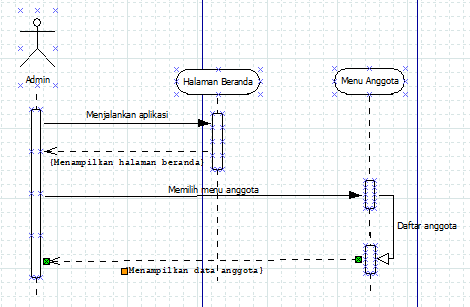 Admin
Halaman Beranda
Menu Anggota
Menjalankan aplikasi
{Menampilkan halaman beranda}
Memilih menu anggota
Daftar anggota
Menampilkan data anggota}